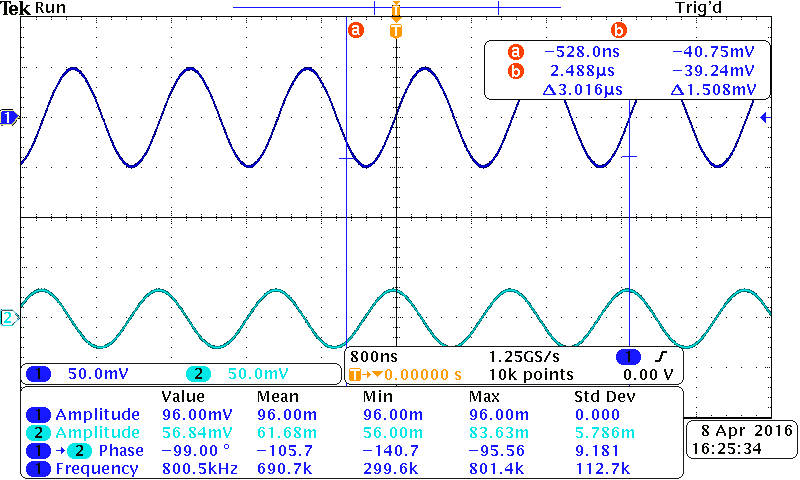 Tek Run Trig'd
T
a T b
a −528.0ns −40.75mV
b 2.488µs −39.24mV
Δ3.016µs Δ1.508mV
1
2
1 50.0mV 2 50.0mV
800ns 1.25GS/s 1
T→▼0.00000 s 10k points 0.00 V
Value Mean Min Max Std Dev
1 Amplitude 96.00mV 96.00m 96.00m 96.00m 0.000
2 Amplitude 56.84mV 61.68m 56.00m 83.63m 5.786m
1 → 2 Phase −99.00 ° −105.7 −140.7 −95.56 9.181
1 Frequency 800.5kHz 690.7k 299.6k 801.4k 112.7k
8 Apr 2016
16:25:34